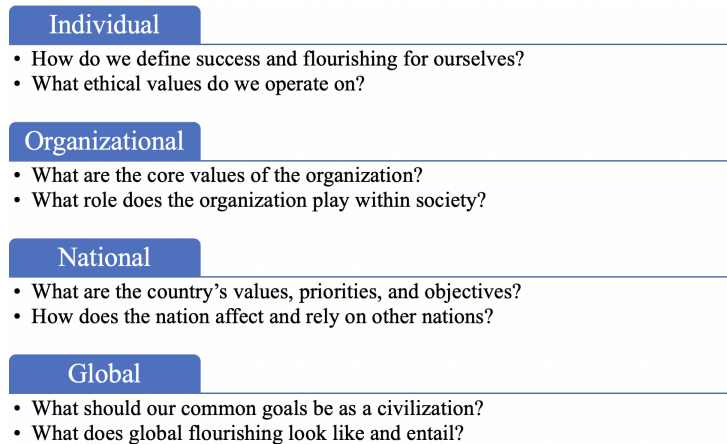 Individual
• How do we define success and flourishing for ourselves?
• What ethical values do we operate on?
Organizational
• What are the core values of the organization?
• What role does the organization play within society?
National
• What are the country’s values, priorities, and objectives?
• How does the nation affect and rely on other nations?
Global
• What should our common goals be as a civilization?
• What does global flourishing look like and entail?